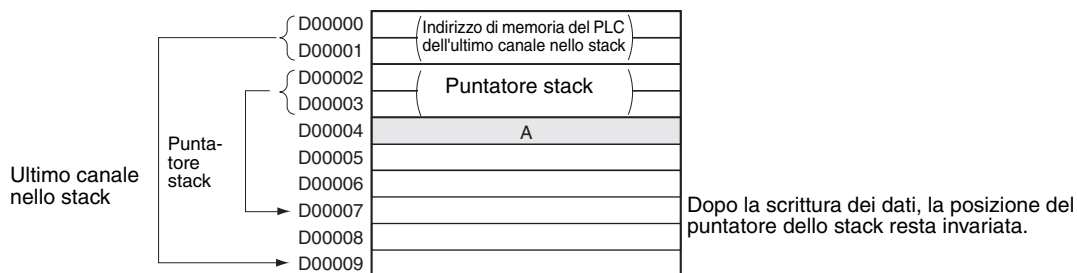 D00000
D00001
D00002
D00003
D00004
D00005
D00006
D00007
D00008
D00009
Indirizzo di memoria del PLC
dell'ultimo canale nello stack
Puntatore stack
A
Punta-
tore
stack
Ultimo canale
nello stack
Dopo la scrittura dei dati, la posizione del
puntatore dello stack resta invariata.